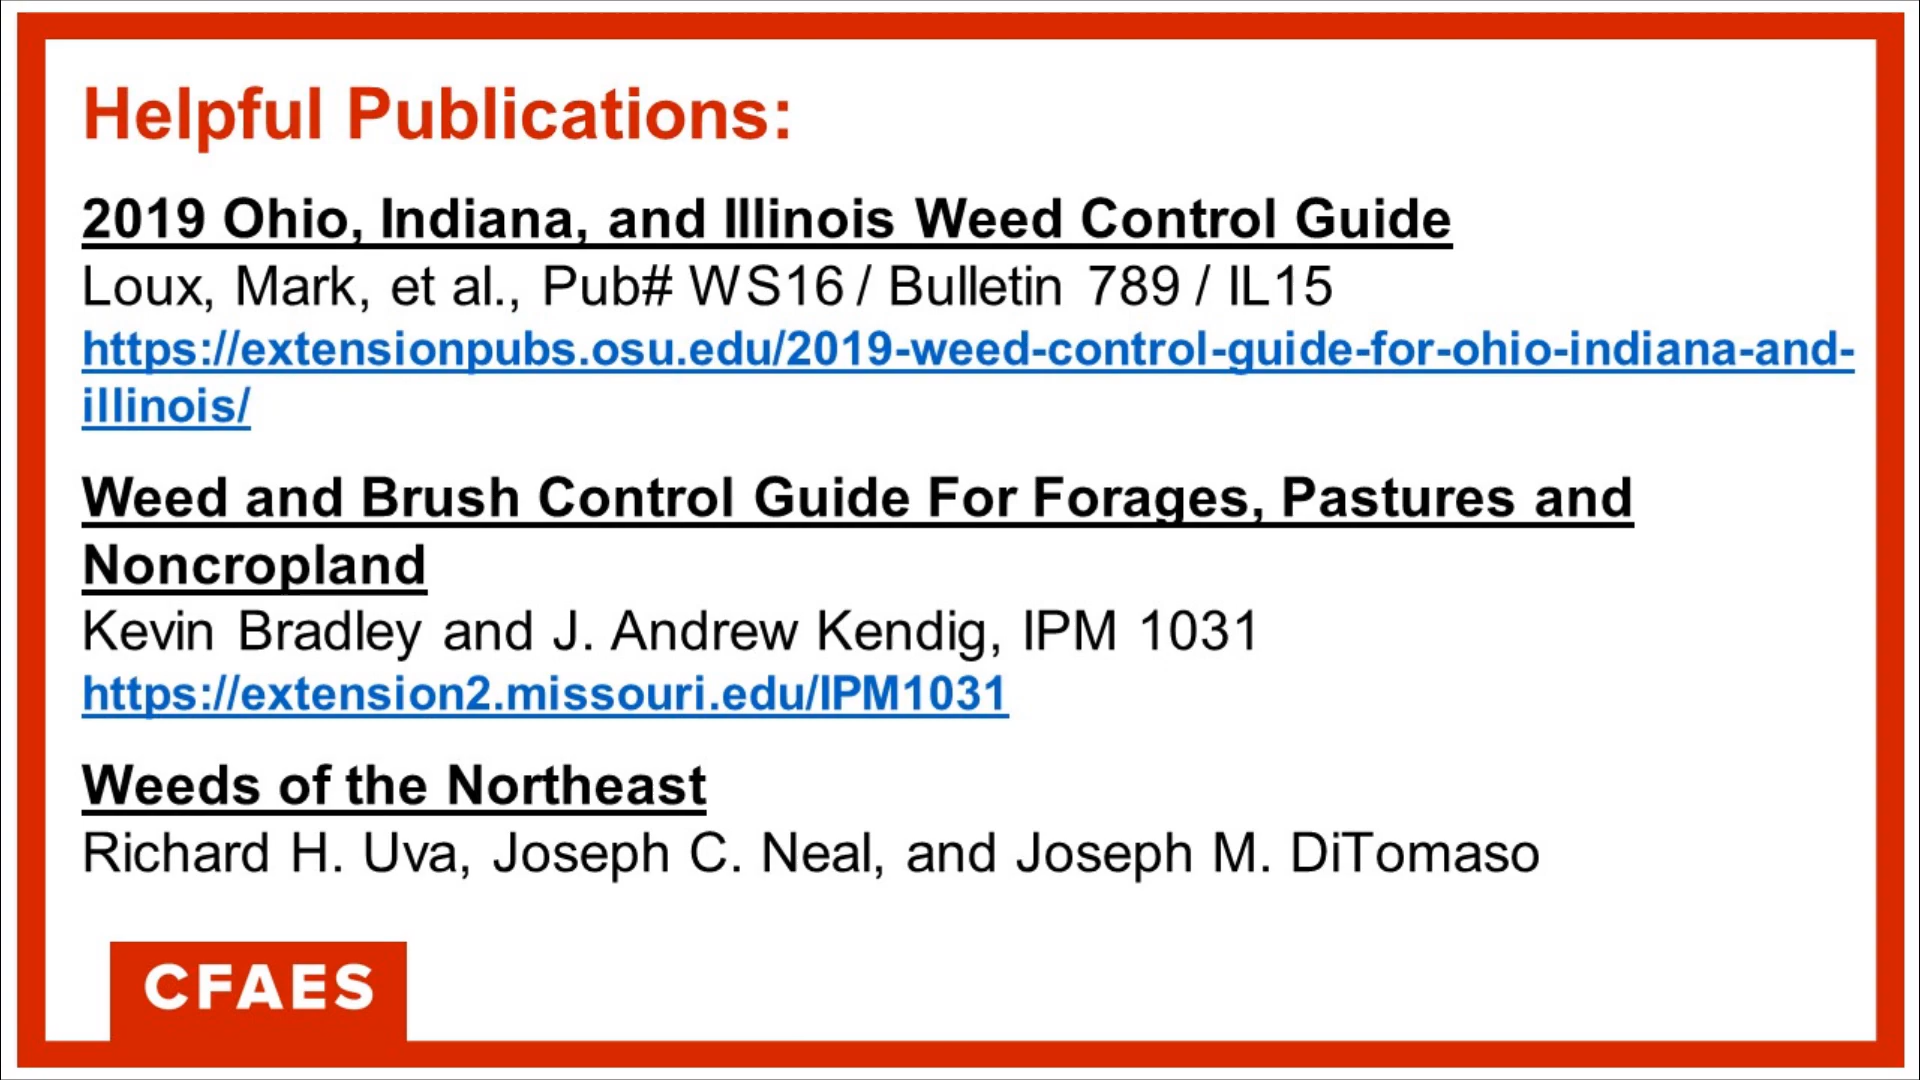 Helpful Publications:
2019 Ohio, Indiana, and Illinois Weed Control Guide
Loux, Mark, et al., Pub# WS16 / Bulletin 789 / IL15
https://extensionpubs.osu.edu/2019-weed-control-guide-for-ohio-indiana-and-
illinois/
Weed and Brush Control Guide For Forages, Pastures and
Noncropland
Kevin Bradley and J. Andrew Kendig, IPM 1031
https://extension2.missouri.edu/IPM1031
Weeds of the Northeast
Richard H. Uva, Joseph C. Neal, and Joseph M. DiTomaso
CFAES